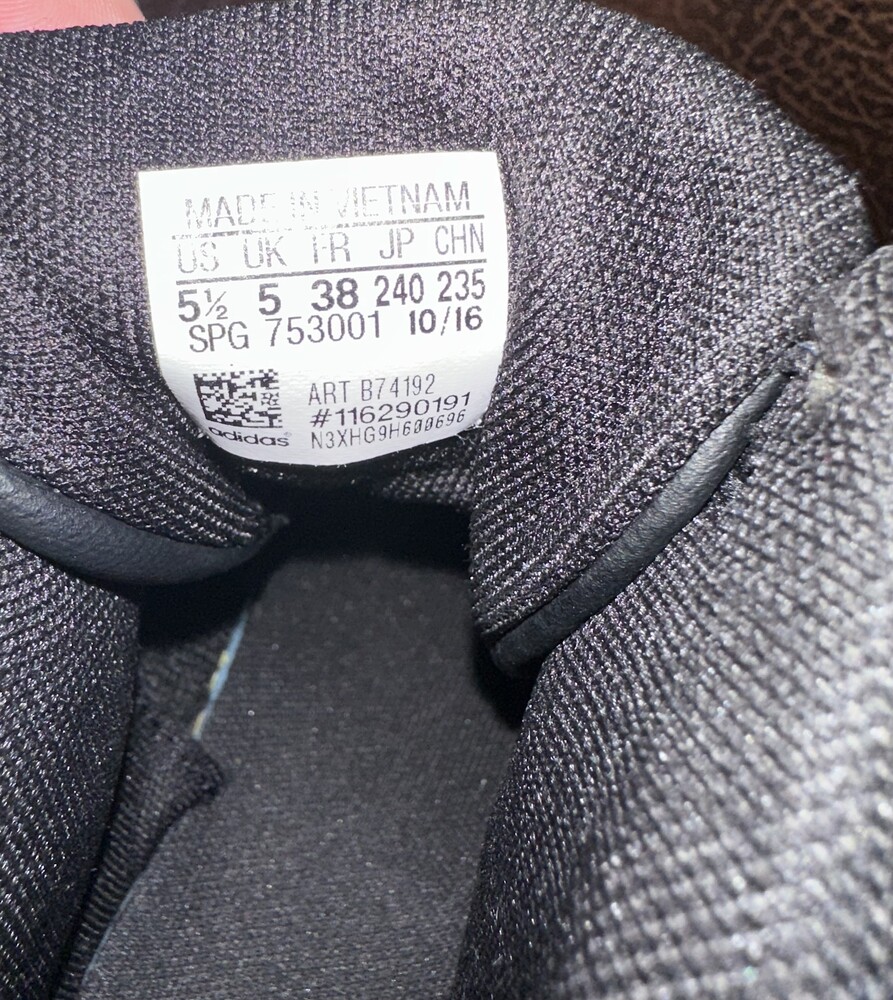 MADE IN VIETNAM
US UK FR JP CHN
5½ 5 38 240 235
SPG 753001 10/16
ART B74192
#116290191
adidas® N3XHG9H600696